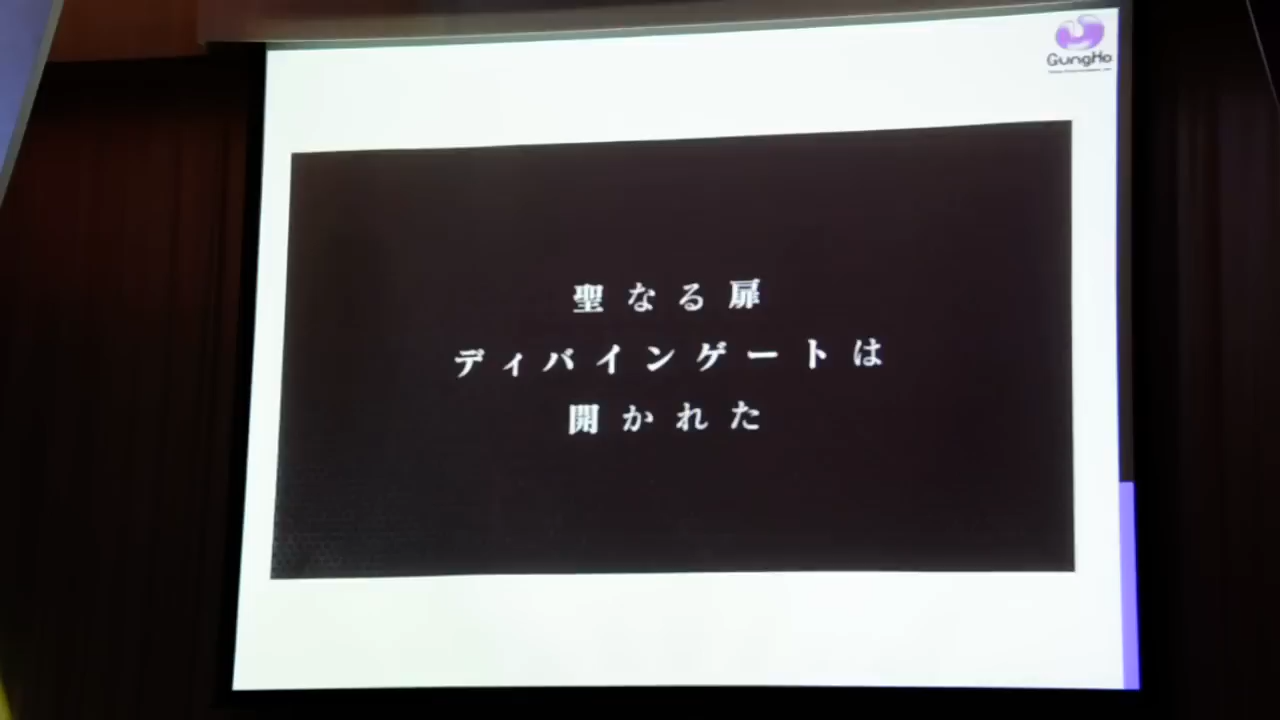 GungHo
聖なる扉
ディバインゲートは
開かれた